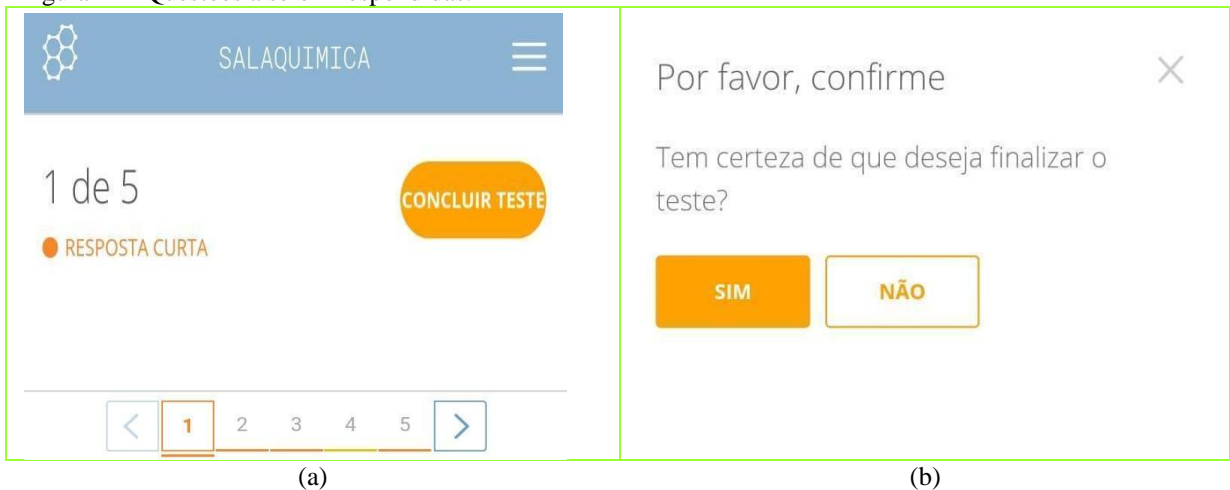 SALAQUIMICA
1 de 5
CONCLUIR TESTE
RESPOSTA CURTA
1 2 3 4 5
(a)
Por favor, confirme
Tem certeza de que deseja finalizar o
teste?
SIM NÃO
(b)